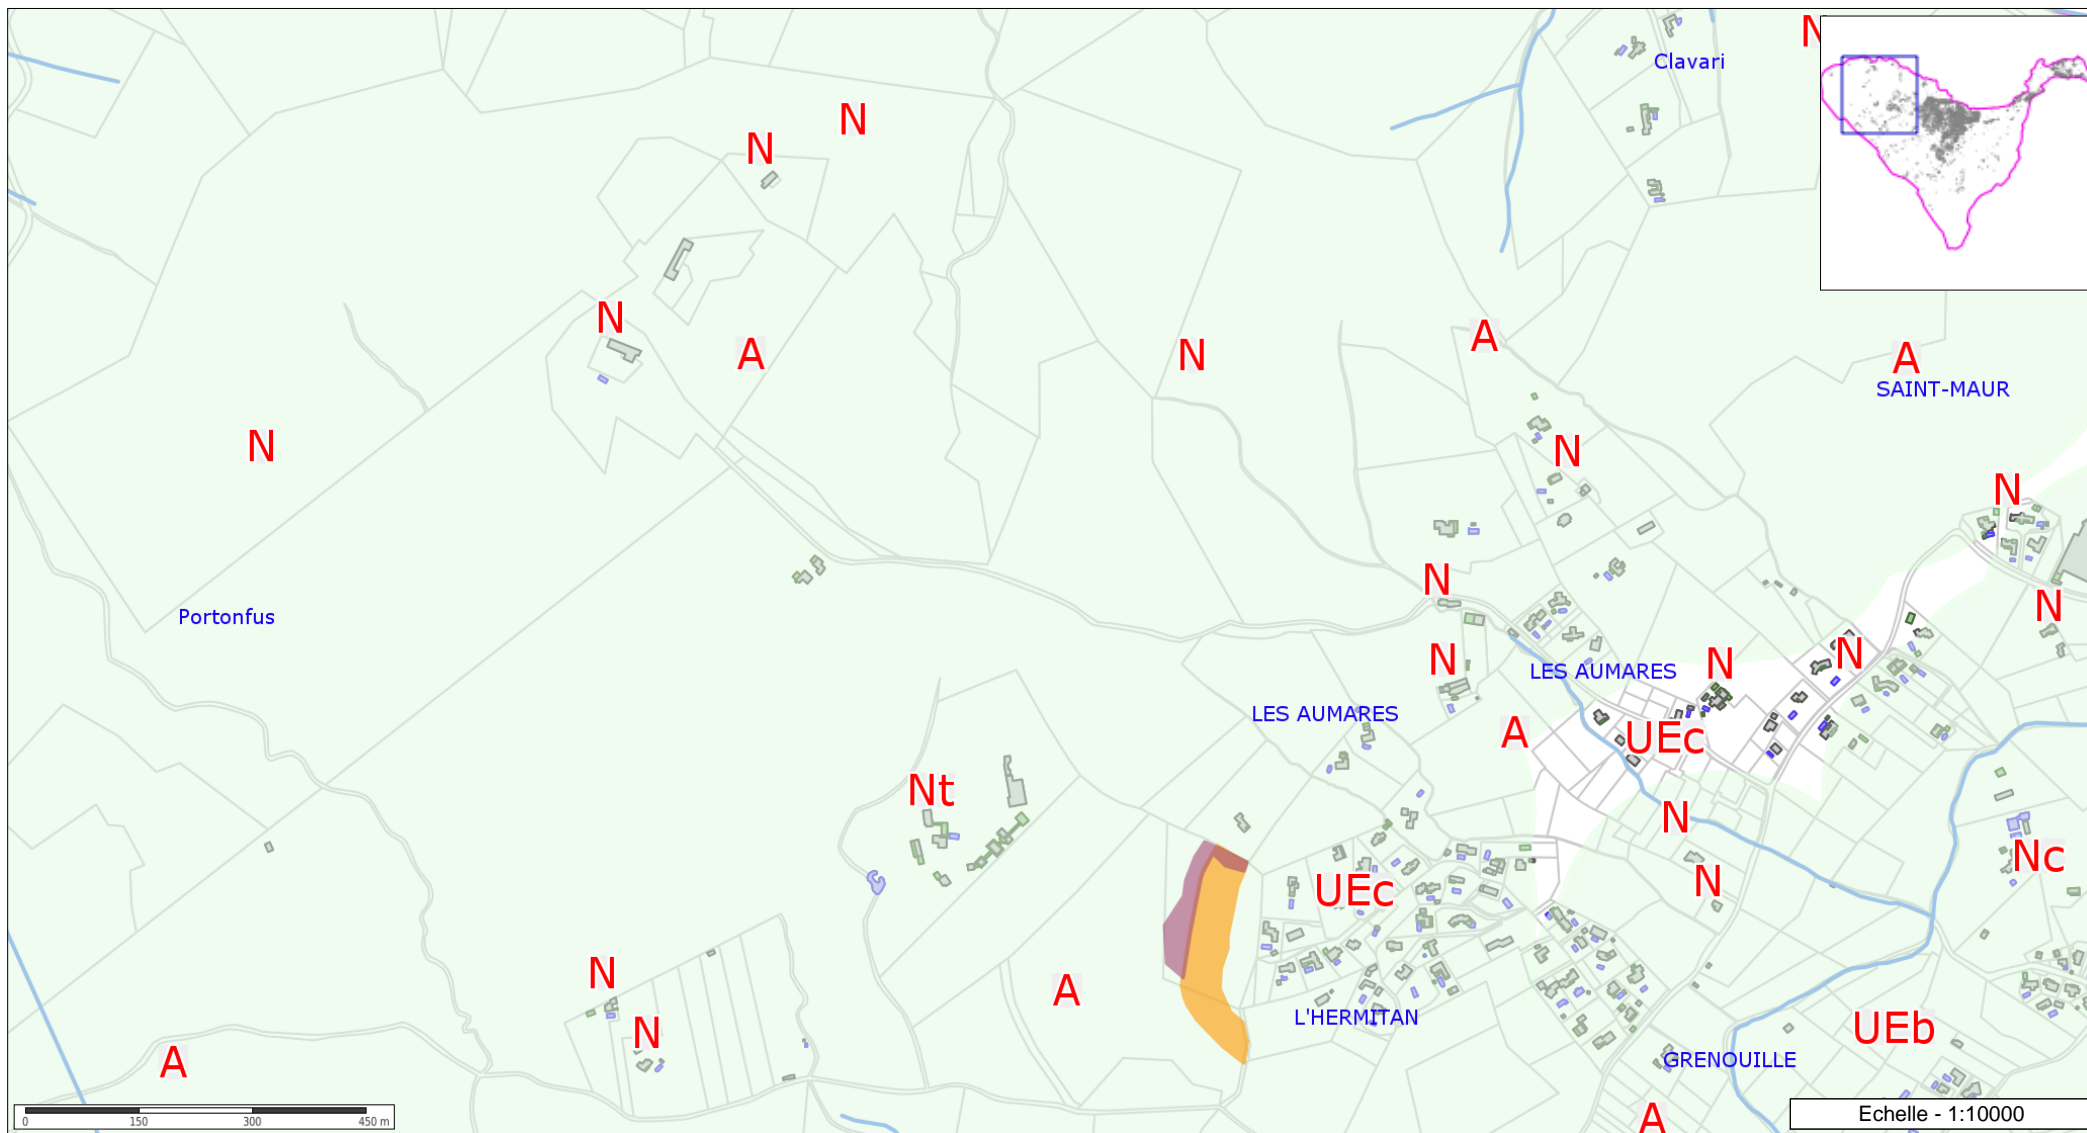 N
Clavari
N
N
N
A
A
N
A
N
SAINT-MAUR
N
N
N
N
N
Portonfus
N
N
N
LES AUMARES
LES AUMARES
A
UEc
Nt
N
Nc
UEc
N
N
A
L'HERMITAN
UEb
N
GRENOUILLE
A
A
0 150 300 450 m
Echelle - 1:10000